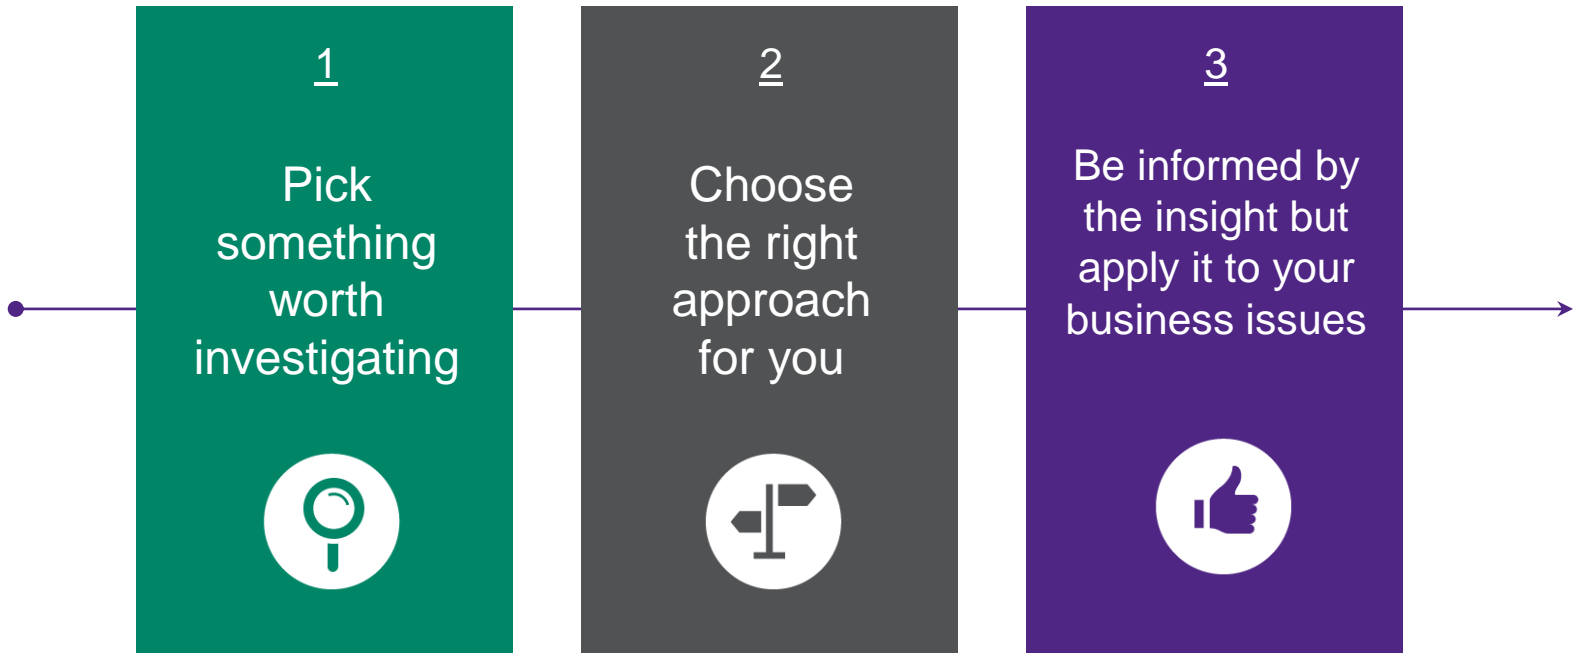 1
Pick
something
worth
investigating
2
Choose
the right
approach
for you
3
Be informed by
the insight but
apply it to your
business issues